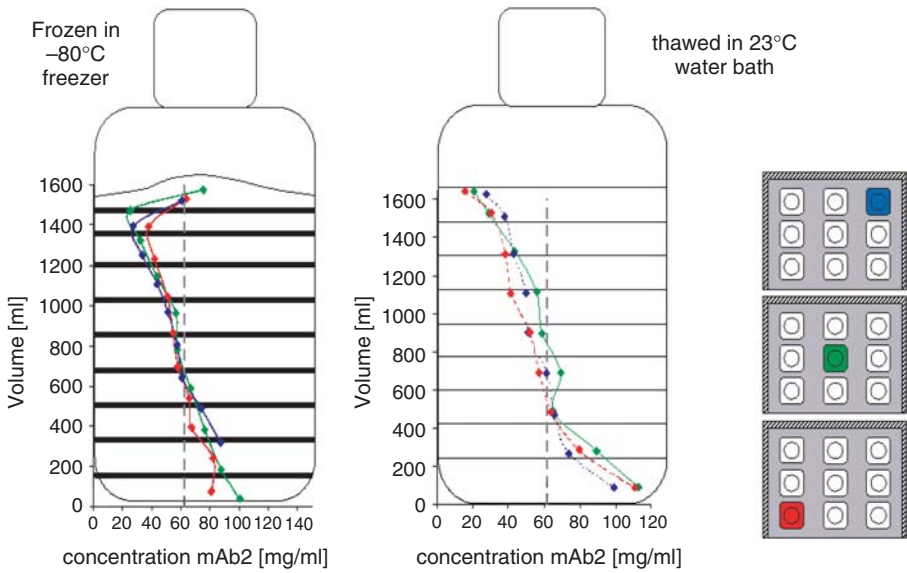 Frozen in
–80°C
freezer
thawed in 23°C
water bath
Volume [ml]
1600
1400
1200
1000
800
600
400
200
0
0 20 40 60 80 100 120 140
concentration mAb2 [mg/ml]
Volume [ml]
1600
1400
1200
1000
800
600
400
200
0
0 20 40 60 80 100 120
concentration mAb2 [mg/ml]